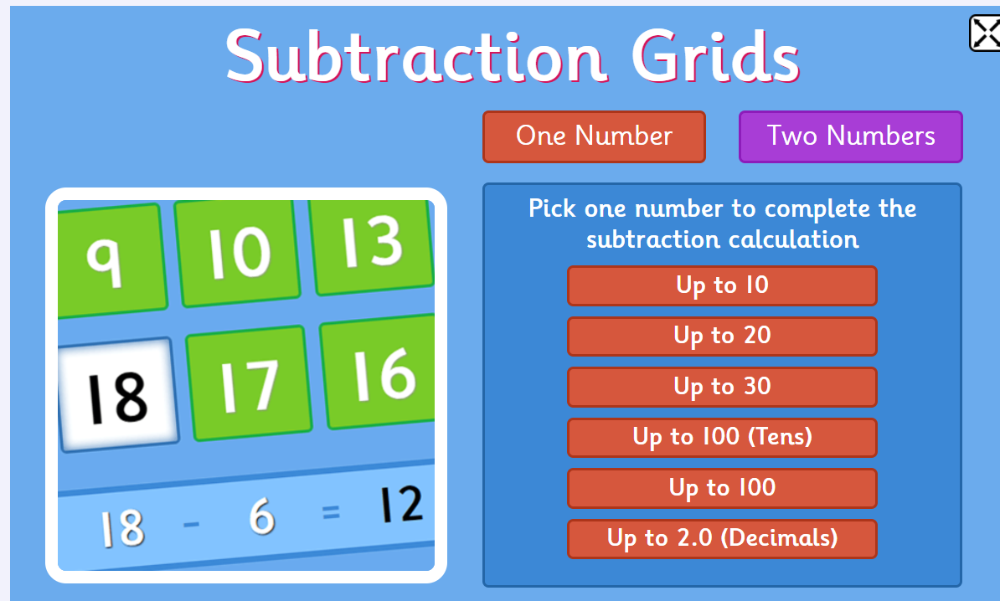 Subtraction Grids
One Number Two Numbers
Pick one number to complete the
subtraction calculation
Up to 10
Up to 20
Up to 30
Up to 100 (Tens)
Up to 100
Up to 2.0 (Decimals)
9 10 13
18 17 16
18 - 6 = 12